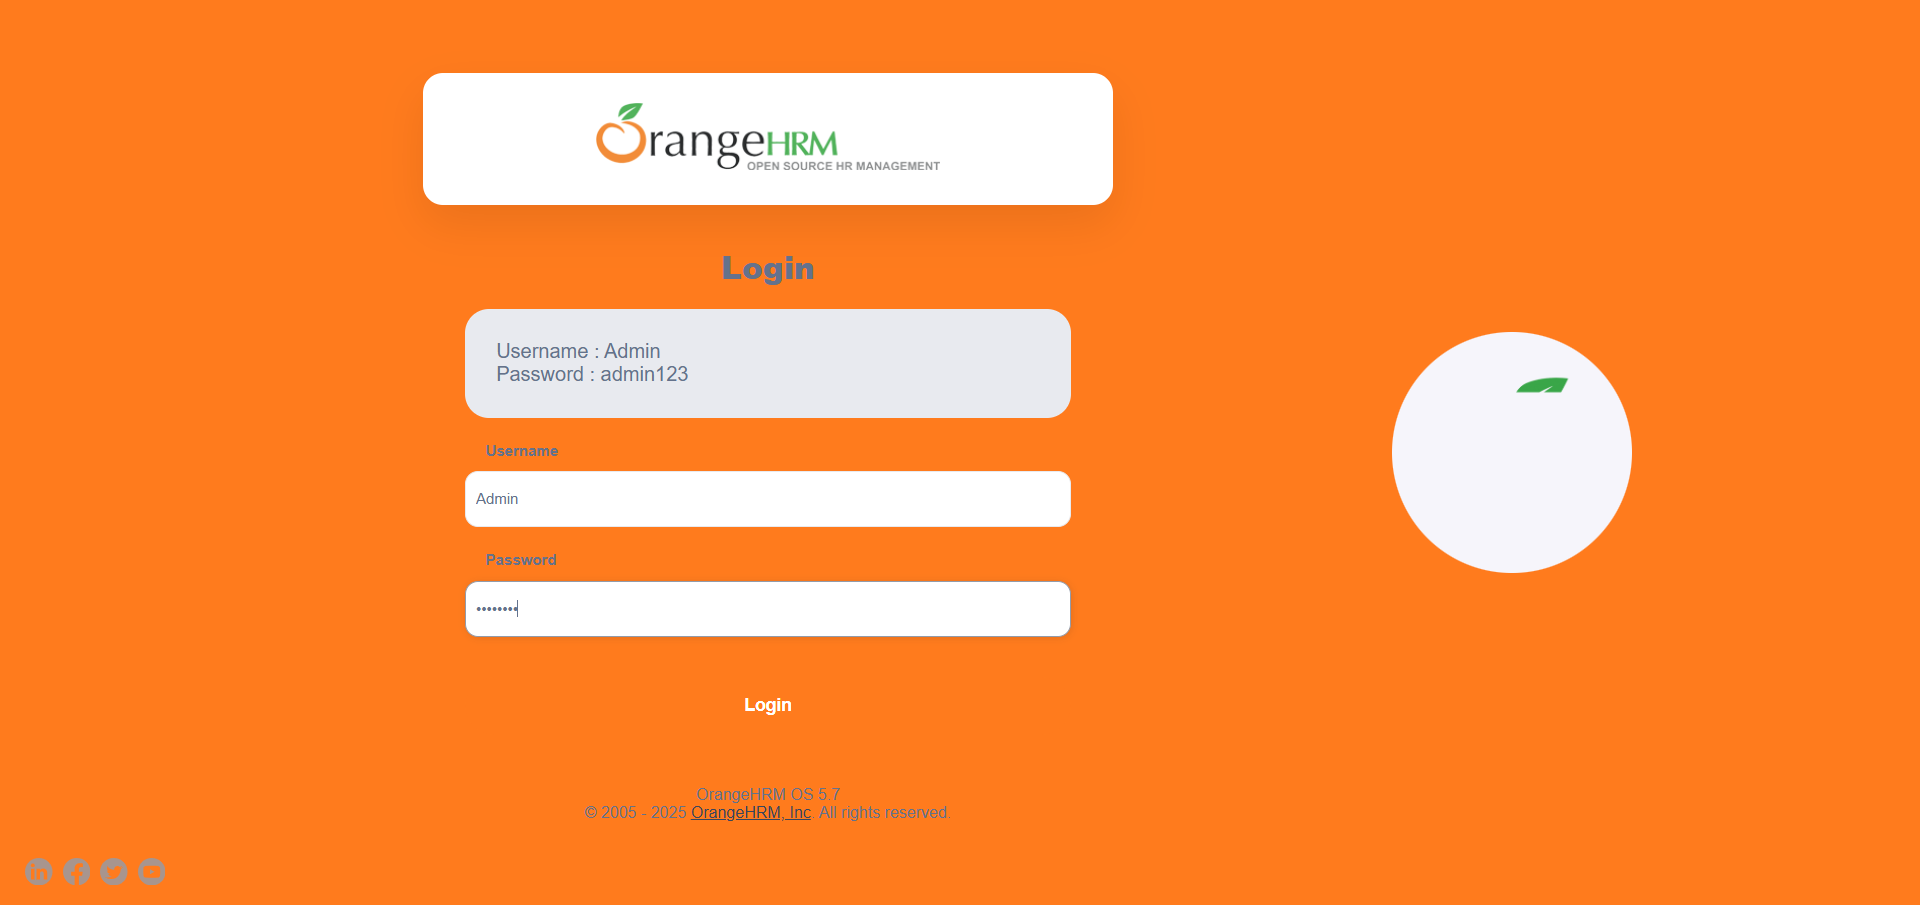 OrangeHRM
OPEN SOURCE HR MANAGEMENT
Login
Username : Admin
Password : admin123
Username
Admin
Password
••••••••
Login
OrangeHRM OS 5.7
© 2005 - 2025 OrangeHRM, Inc. All rights reserved.